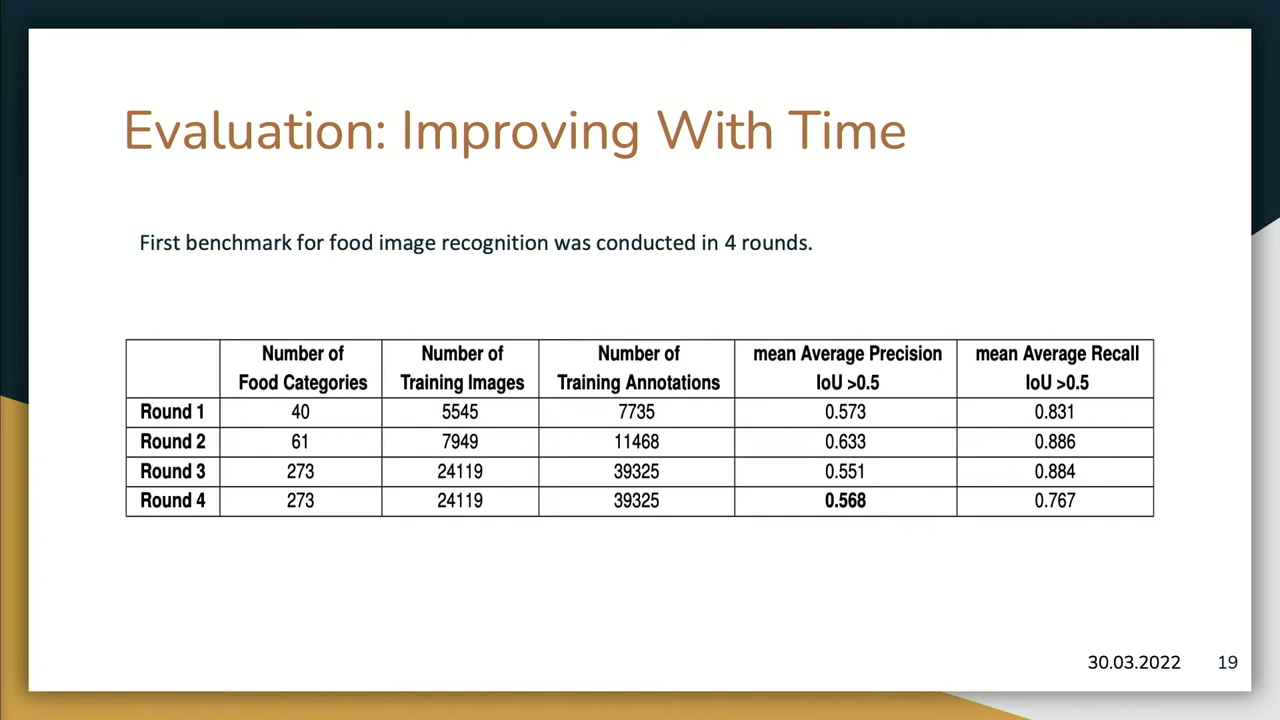 Evaluation: Improving With Time
First benchmark for food image recognition was conducted in 4 rounds.
Number of Food Categories Number of Training Images Number of Training Annotations mean Average Precision IoU >0.5 mean Average Recall IoU >0.5
Round 1 40 5545 7735 0.573 0.831
Round 2 61 7949 11468 0.633 0.886
Round 3 273 24119 39325 0.551 0.884
Round 4 273 24119 39325 0.568 0.767
30.03.2022 19